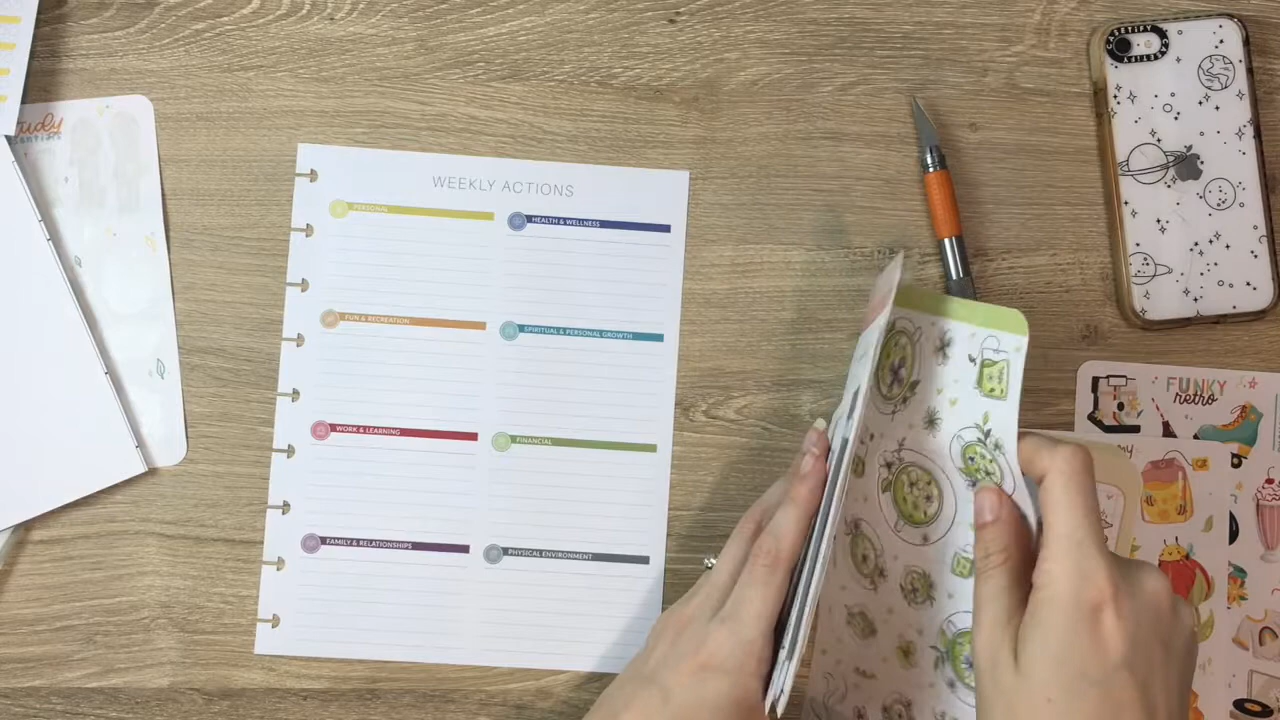 CASETiFY
CASETiFY
WEEKLY ACTIONS
PERSONAL
HEALTH & WELLNESS
FUN & RECREATION
SPIRITUAL & PERSONAL GROWTH
WORK & LEARNING
FINANCIAL
FAMILY & RELATIONSHIPS
PHYSICAL ENVIRONMENT
FUNKY
retro